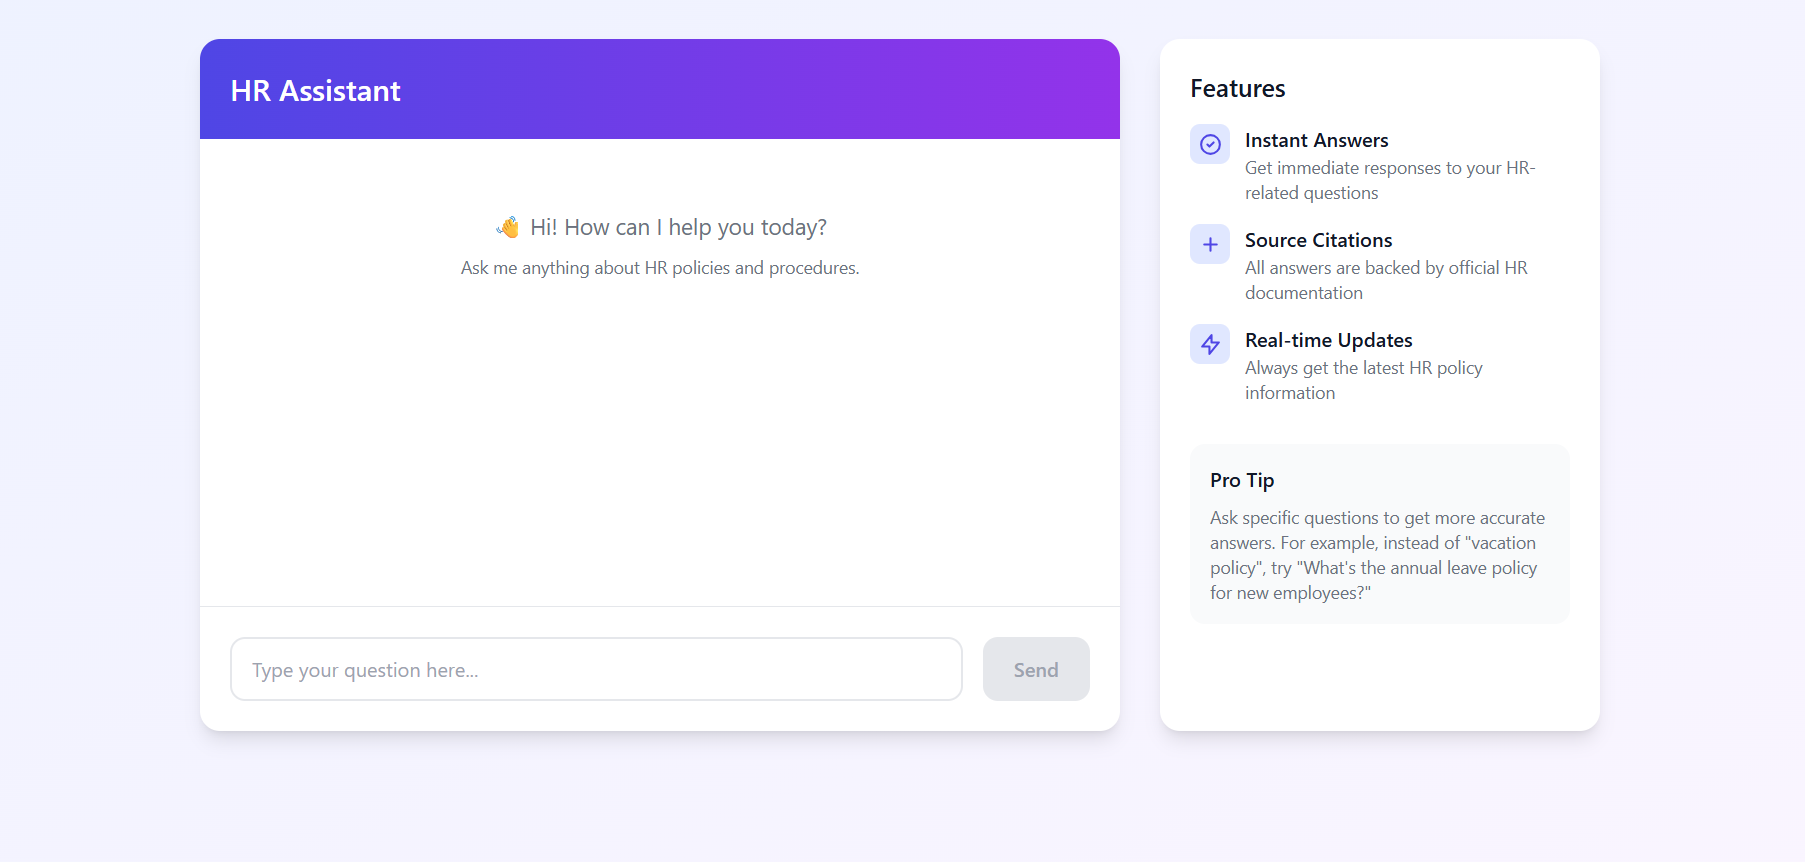 HR Assistant
👋 Hi! How can I help you today?
Ask me anything about HR policies and procedures.
Type your question here...
Send
Features
Instant Answers
Get immediate responses to your HR-
related questions
Source Citations
All answers are backed by official HR
documentation
Real-time Updates
Always get the latest HR policy
information
Pro Tip
Ask specific questions to get more accurate
answers. For example, instead of "vacation
policy", try "What's the annual leave policy
for new employees?"